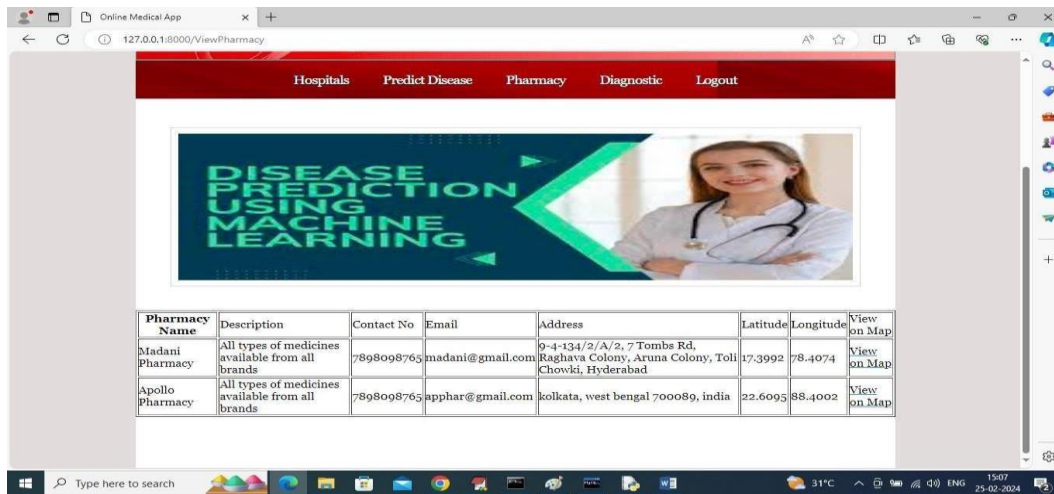 Online Medical App
127.0.0.1:8000/ViewPharmacy
Hospitals Predict Disease Pharmacy Diagnostic Logout
DISEASE
PREDICTION
USING
MACHINE
LEARNING
Pharmacy Name Description Contact No Email Address Latitude Longitude View on Map
Madani Pharmacy All types of medicines available from all brands 7898098765 madani@gmail.com 9-4-134/2/A/2, 7 Tombs Rd, Raghava Colony, Aruna Colony, Toli Chowki, Hyderabad 17.3992 78.4074 View on Map
Apollo Pharmacy All types of medicines available from all brands 7898098765 apphar@gmail.com kolkata, west bengal 700089, india 22.6095 88.4002 View on Map
Type here to search 31°C ENG 15:07
25-02-2024